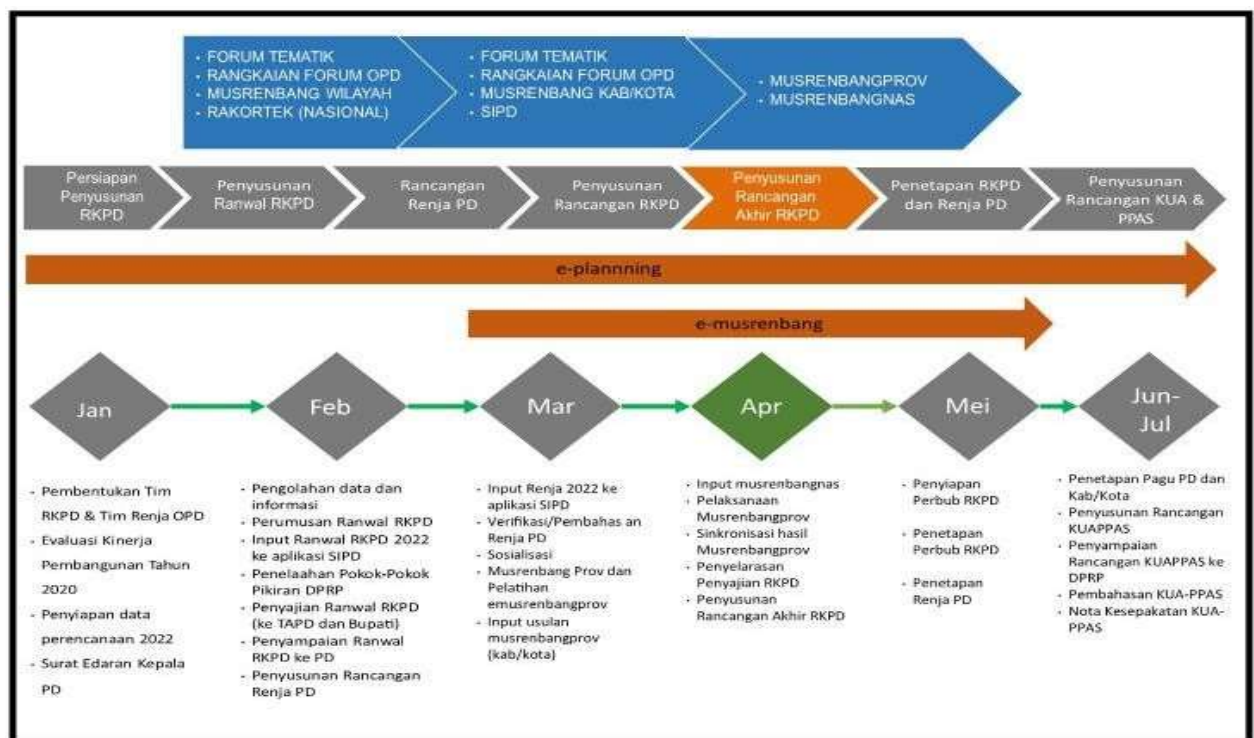 - FORUM TEMATIK
- RANGKAIAN FORUM OPD
- MUSRENBANG WILAYAH
- RAKORTEK (NASIONAL)
- FORUM TEMATIK
- RANGKAIAN FORUM OPD
- MUSRENBANG KAB/KOTA
- SIPD
- MUSRENBANGPROV
- MUSRENBANGNAS
Persiapan
Penyusunan
RKPD
Penyusunan
Ranwal RKPD
Rancangan
Renja PD
Penyusunan
Rancangan RKPD
Penyusunan
Rancangan
Akhir RKPD
Penetapan RKPD
dan Renja PD
Penyusunan
Rancangan KUA &
PPAS
e-plannning
e-musrenbang
Jan
Feb
Mar
Apr
Mei
Jun-
Jul
- Pembentukan Tim
RKPD & Tim Renja OPD
- Evaluasi Kinerja
Pembangunan Tahun
2020
- Penyiapan data
perencanaan 2022
- Surat Edaran Kepala
PD
- Pengolahan data dan
informasi
- Perumusan Ranwal RKPD
- Input Ranwal RKPD 2022
ke aplikasi SIPD
- Penelaahan Pokok-Pokok
Pikiran DPRP
- Penyajian Ranwal RKPD
(ke TAPD dan Bupati)
- Penyampaian Ranwal
RKPD ke PD
- Penyusunan Rancangan
Renja PD
- Input Renja 2022 ke
aplikasi SIPD
- Verifikasi/Pembahas an
Renja PD
- Sosialisasi
- Musrenbang Prov dan
Pelatihan
emusrenbangprov
- Input usulan
musrenbangprov
(kab/kota)
- Input musrenbangnas
- Pelaksanaan
Musrenbangprov
- Sinkronisasi hasil
Musrenbangprov
- Penyelarasan
Penyajian RKPD
- Penyusunan
Rancangan Akhir RKPD
- Penyiapan
Perbub RKPD
- Penetapan
Perbub RKPD
- Penetapan
Renja PD
- Penetapan Pagu PD dan
Kab/Kota
- Penyusunan Rancangan
KUAPPAS
- Penyampaian
Rancangan KUAPPAS ke
DPRP
- Pembahasan KUA-PPAS
- Nota Kesepakatan KUA-
PPAS